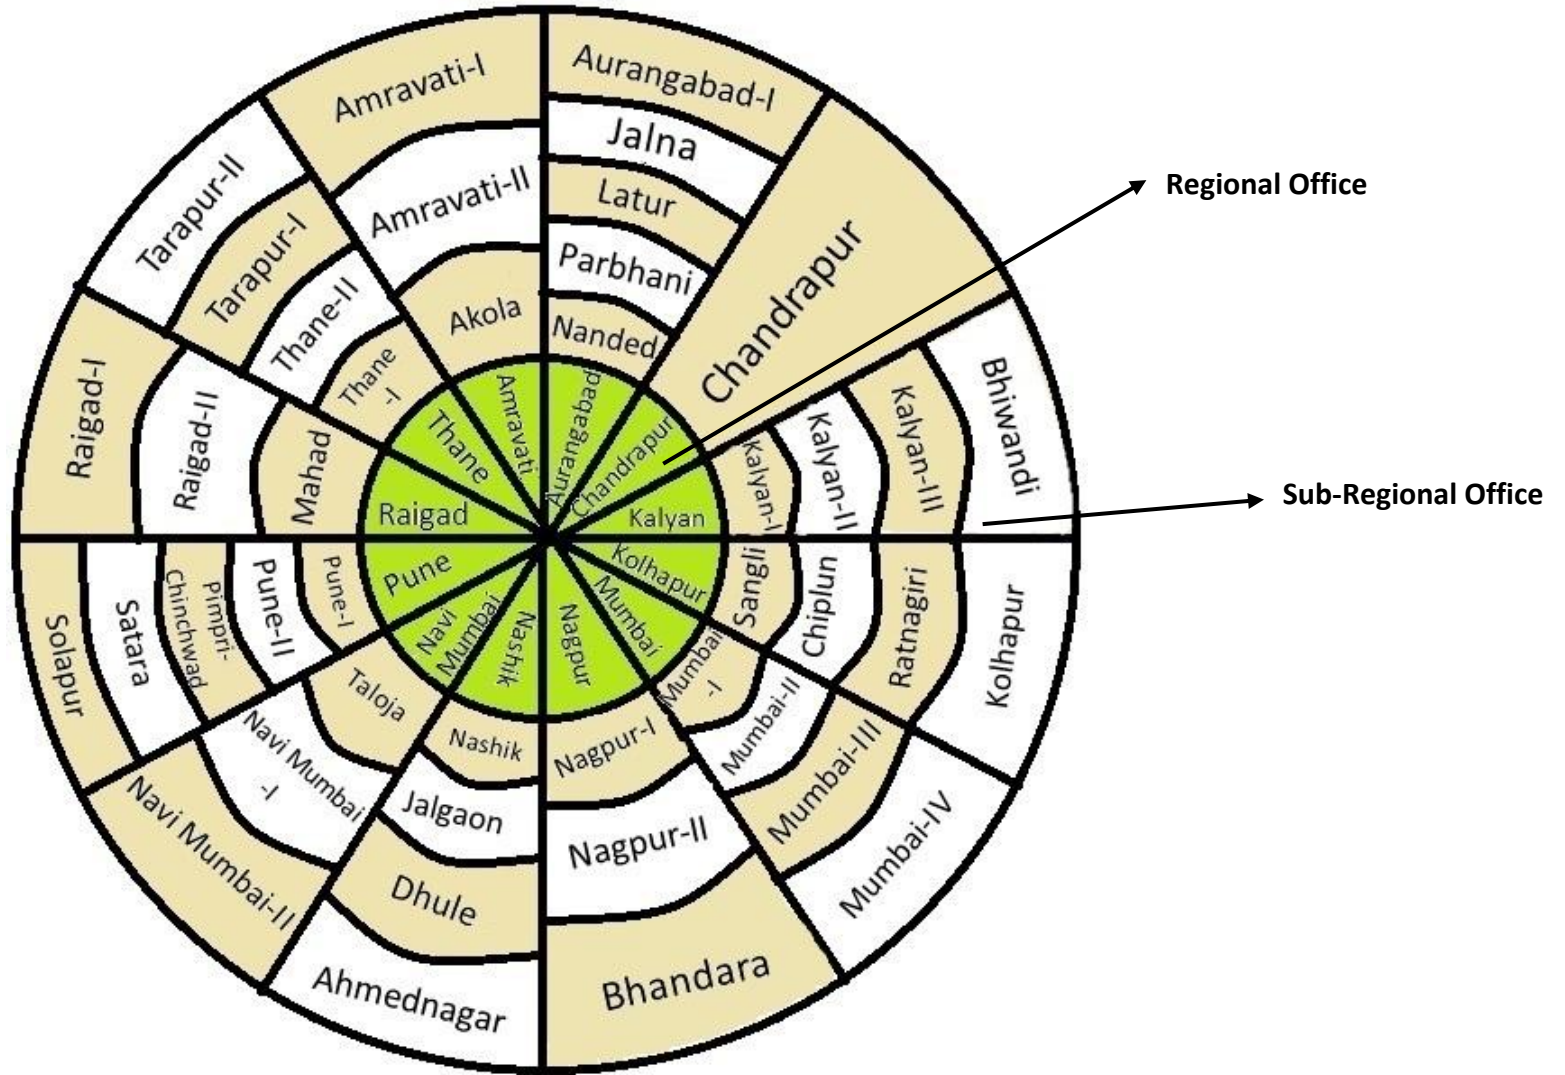 Regional Office
Sub-Regional Office
Aurangabad
Aurangabad-I
Jalna
Latur
Parbhani
Nanded
Chandrapur
Chandrapur
Kalyan
Kalyan-I
Kalyan-II
Kalyan-III
Bhiwandi
Kolhapur
Sangli
Chiplun
Ratnagiri
Kolhapur
Mumbai
Mumbai
-I
Mumbai-II
Mumbai-III
Mumbai-IV
Nagpur
Nagpur-I
Nagpur-II
Bhandara
Nashik
Nashik
Jalgaon
Dhule
Ahmednagar
Navi
Mumbai
Taloja
Navi Mumbai
-I
Navi Mumbai-II
Pune
Pune-I
Pune-II
Pimpri-
Chinchwad
Satara
Solapur
Raigad
Mahad
Raigad-II
Raigad-I
Thane
Thane
-I
Thane-II
Tarapur-I
Tarapur-II
Amravati
Akola
Amravati-II
Amravati-I